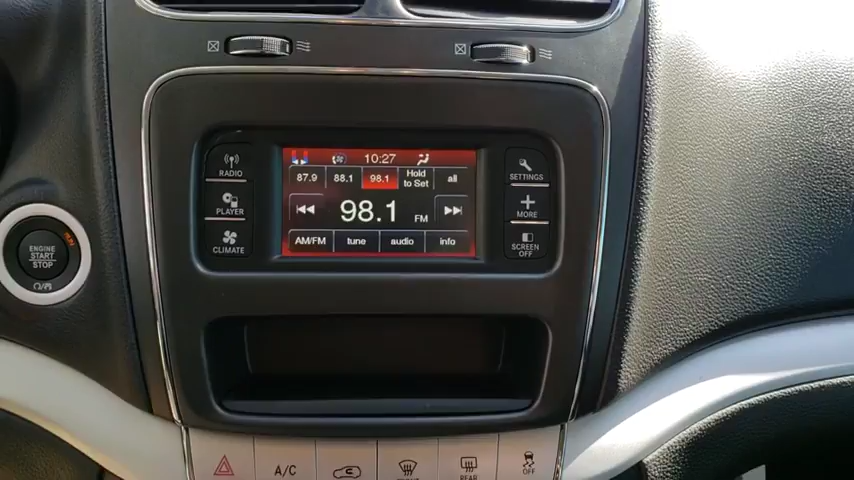 10:27
RADIO
87.9 88.1 98.1 Hold to Set all
SETTINGS
PLAYER
98.1 FM
MORE
CLIMATE
AM/FM tune audio info
SCREEN
OFF
ENGINE
START
STOP
RUN
A/C
REAR
OFF